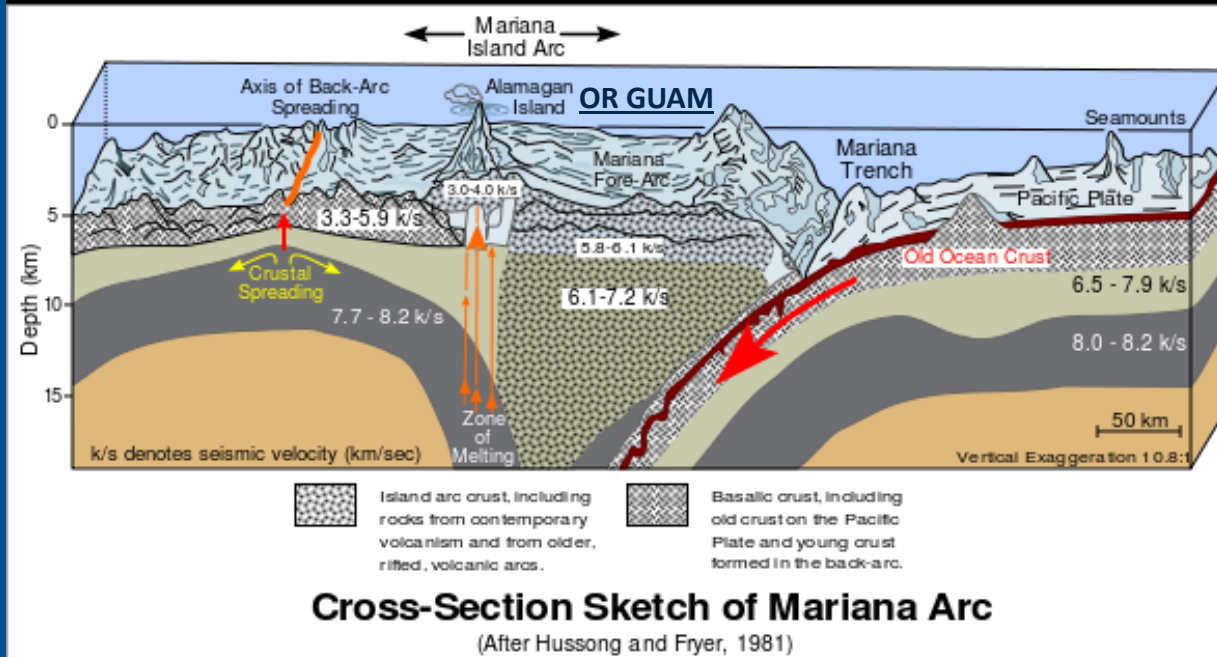 Mariana
Island Arc
Axis of Back-Arc
Spreading
Alamagan
Island
OR GUAM
Seamounts
0
Mariana
Trench
Mariana
Fore-Arc
3.0-4.0 k/s
Pacific Plate
5
3.3-5.9 k/s
5.8-6.1k/s
Old Ocean Crust
Crustal
Spreading
6.1-7.2 k/s
6.5 - 7.9 k/s
Depth (km)
10
7.7 - 8.2 k/s
8.0 - 8.2 k/s
15
Zone
of
Melting
50 km
k/s denotes seismic velocity (km/sec)
Vertical Exaggeration 10.8:1
Island arc crust, including
rocks from contemporary
volcanism and from older,
rifted, volcanic arcs.
Basalic crust, including
old crust on the Pacific
Plate and young crust
formed in the back-arc.
Cross-Section Sketch of Mariana Arc
(After Hussong and Fryer, 1981)